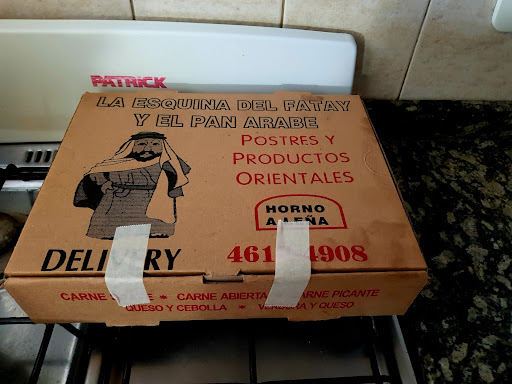 PATRICK
LA ESQUINA DEL FATAY
Y EL PAN ARABE
POSTRES Y
PRODUCTOS
ORIENTALES
HORNO
A LEÑA
DELIVERY
4908
CARNE * CARNE ABIERTA CARNE PICANTE
QUESO Y CEBOLLA * VERDURA Y QUESO